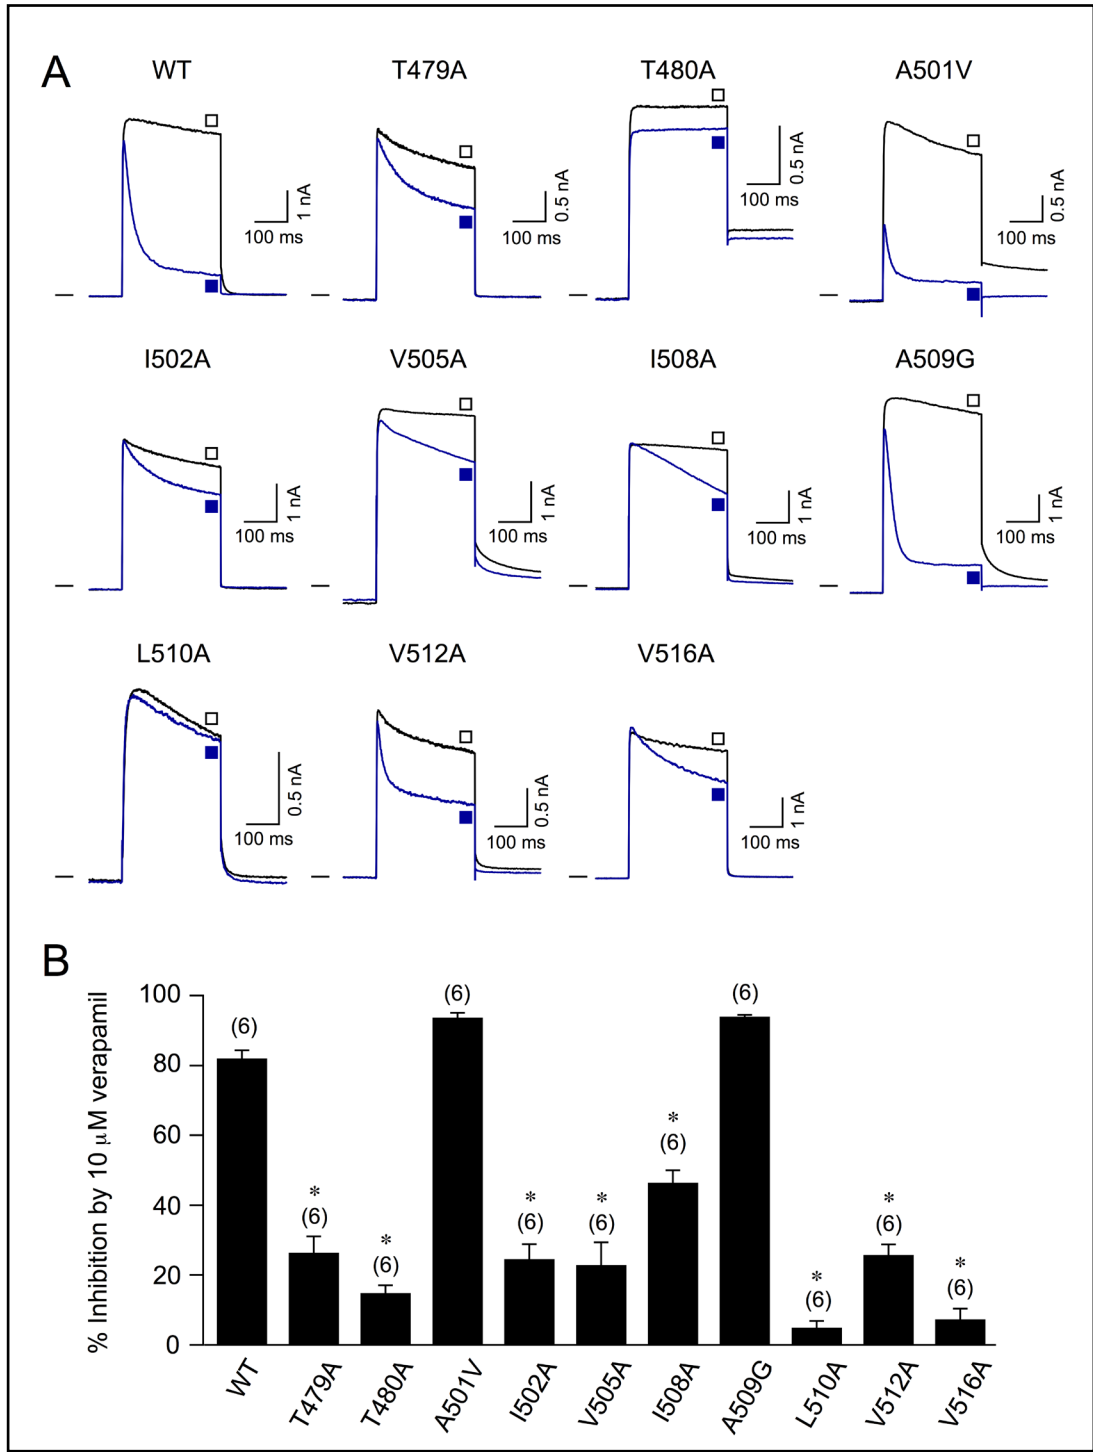 A
WT
T479A
T480A
A501V
1 nA
100 ms
0.5 nA
100 ms
0.5 nA
100 ms
0.5 nA
100 ms
I502A
V505A
I508A
A509G
1 nA
100 ms
1 nA
100 ms
1 nA
100 ms
1 nA
100 ms
L510A
V512A
V516A
0.5 nA
100 ms
0.5 nA
100 ms
1 nA
100 ms
B
% Inhibition by 10 μM verapamil
100
80
60
40
20
0
(6)
* (6)
* (6)
(6)
* (6)
* (6)
* (6)
(6)
* (6)
* (6)
* (6)
WT
T479A
T480A
A501V
I502A
V505A
I508A
A509G
L510A
V512A
V516A